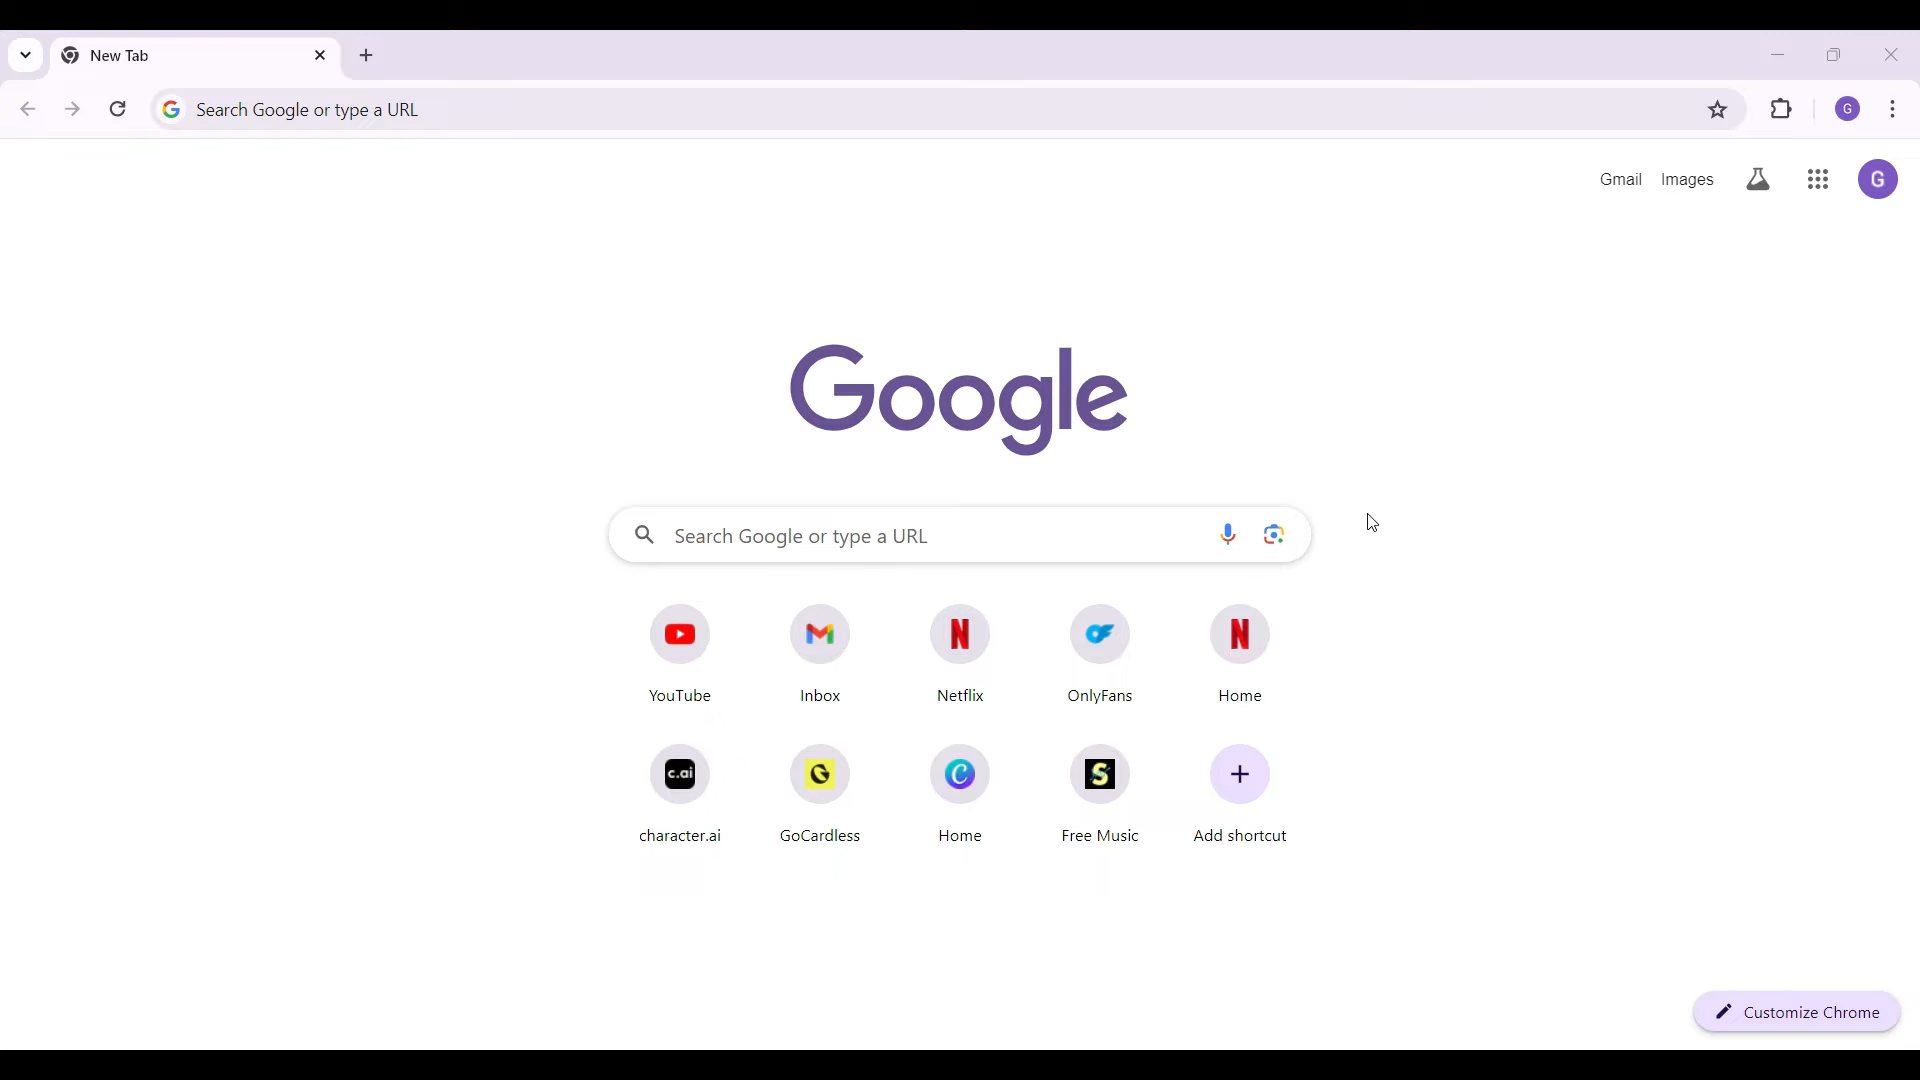 New Tab
Search Google or type a URL
G
Gmail Images
G
Google
Search Google or type a URL
YouTube Inbox Netflix OnlyFans Home
c.ai
character.ai GoCardless Home Free Music Add shortcut
Customize Chrome